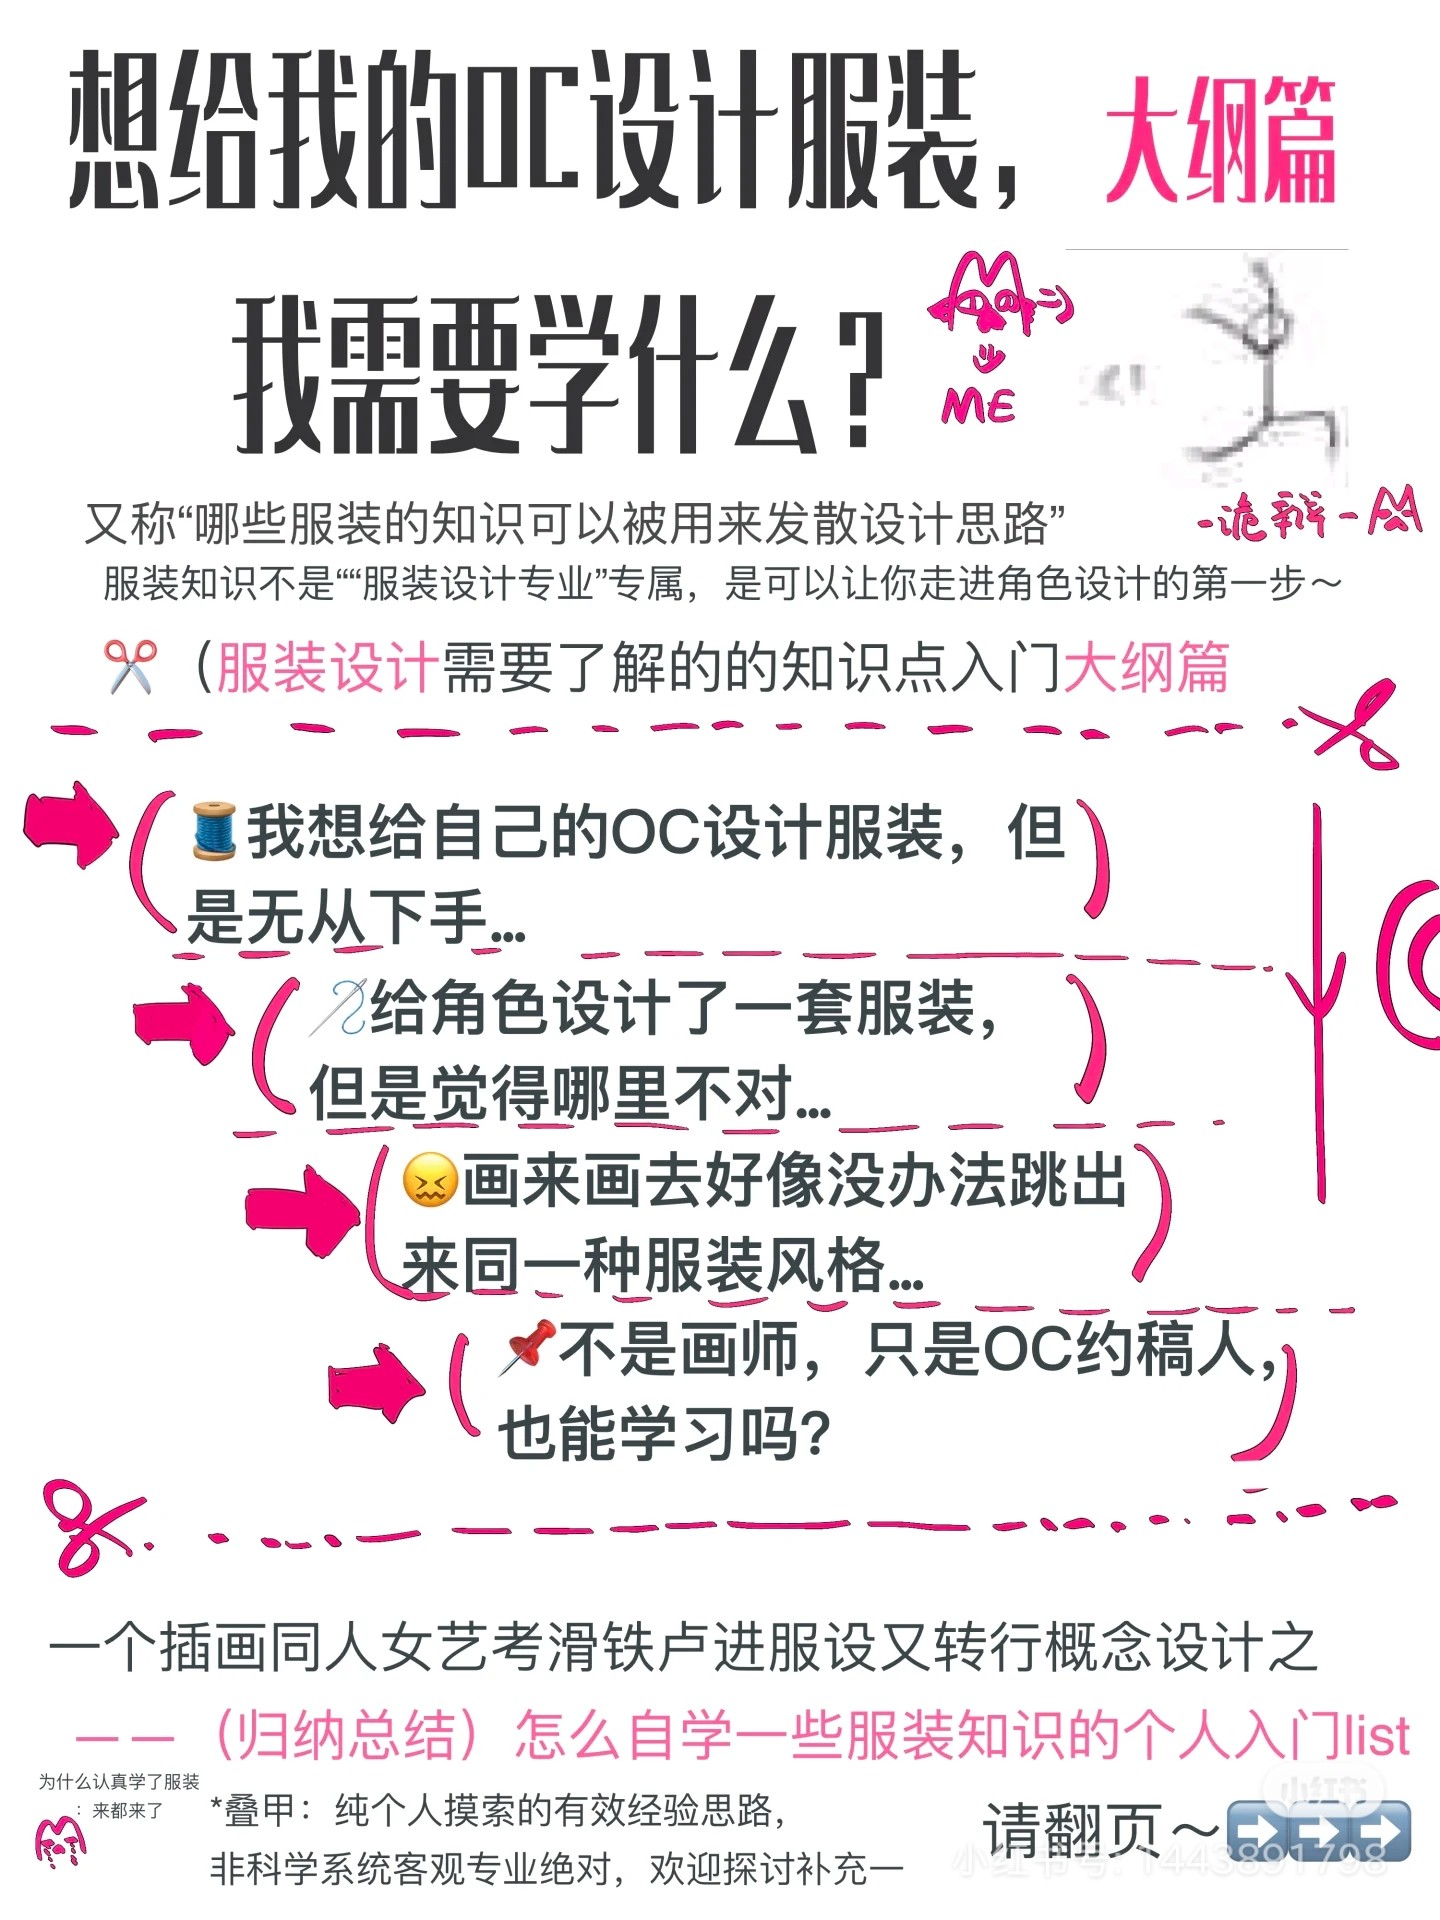 想给我的OC设计服装，大纲篇
我需要学什么？
ME
-诡辩-
又称“哪些服装的知识可以被用来发散设计思路”
服装知识不是““服装设计专业”专属，是可以让你走进角色设计的第一步～
✂️（服装设计需要了解的的知识点入门大纲篇
🧵我想给自己的OC设计服装，但
是无从下手...
🪡给角色设计了一套服装，
但是觉得哪里不对...
😖画来画去好像没办法跳出
来同一种服装风格...
📌不是画师，只是OC约稿人，
也能学习吗？
一个插画同人女艺考滑铁卢进服设又转行概念设计之
——（归纳总结）怎么自学一些服装知识的个人入门list
为什么认真学了服装
：来都来了
*叠甲：纯个人摸索的有效经验思路，
非科学系统客观专业绝对，欢迎探讨补充一
请翻页～➡️➡️➡️
小红书
小红书号: 1443891798